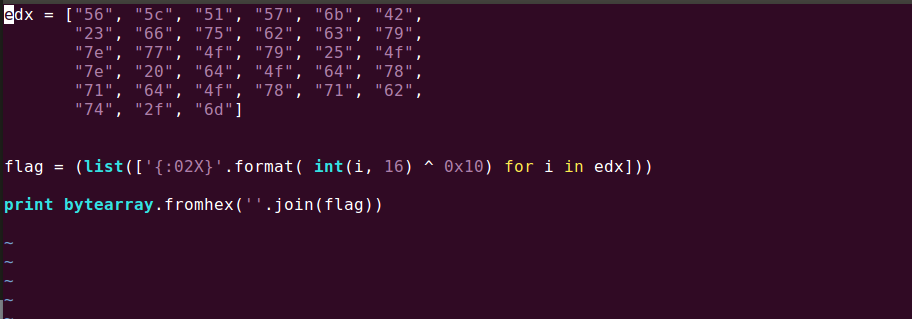 edx = ["56", "5c", "51", "57", "6b", "42",
       "23", "66", "75", "62", "63", "79",
       "7e", "77", "4f", "79", "25", "4f",
       "7e", "20", "64", "4f", "64", "78",
       "71", "64", "4f", "78", "71", "62",
       "74", "2f", "6d"]
flag = (list(['{:02X}'.format( int(i, 16) ^ 0x10) for i in edx]))
print bytearray.fromhex(''.join(flag))
~
~
~
~
~